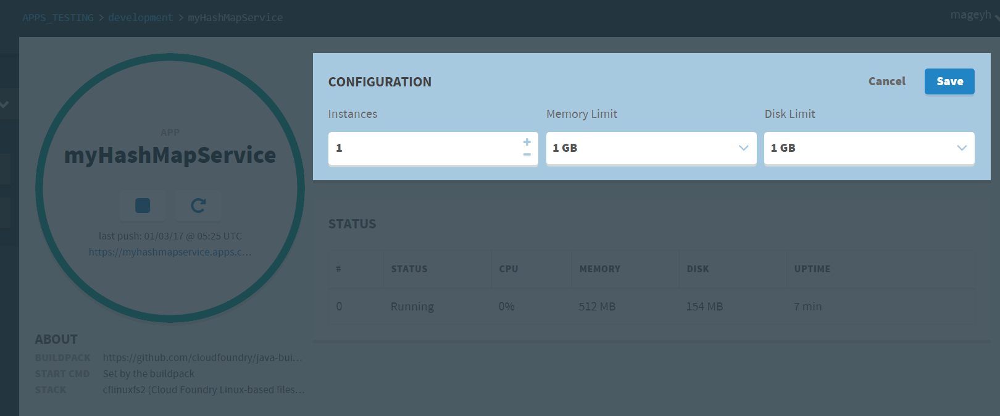 APPS_TESTING > development > myHashMapService
mageyh
APP
myHashMapService
last push: 01/03/17 @ 05:25 UTC
https://myhashmapservice.apps.c...
ABOUT
BUILDPACK https://github.com/cloudfoundry/java-bui...
START CMD Set by the buildpack
STACK cflinuxfs2 (Cloud Foundry Linux-based files...
CONFIGURATION Cancel Save
Instances Memory Limit Disk Limit
1 1 GB 1 GB
STATUS
# STATUS CPU MEMORY DISK UPTIME
0 Running 0% 512 MB 154 MB 7 min